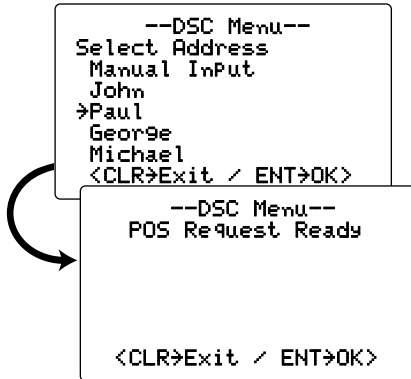 --DSC Menu--
Select Address
Manual Input
John
→Paul
George
Michael
<CLR→Exit / ENT→OK>
--DSC Menu--
POS Request Ready
<CLR→Exit / ENT→OK>